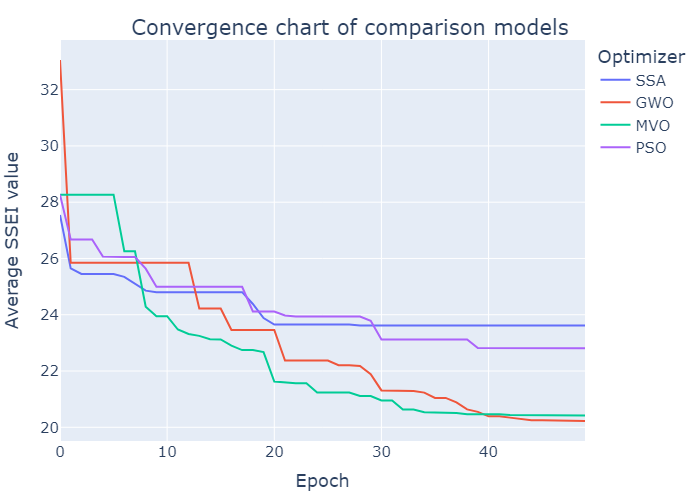 Convergence chart of comparison models
Optimizer
SSA
GWO
MVO
PSO
Average SSEI value
32
30
28
26
24
22
20
0
10
20
30
40
Epoch